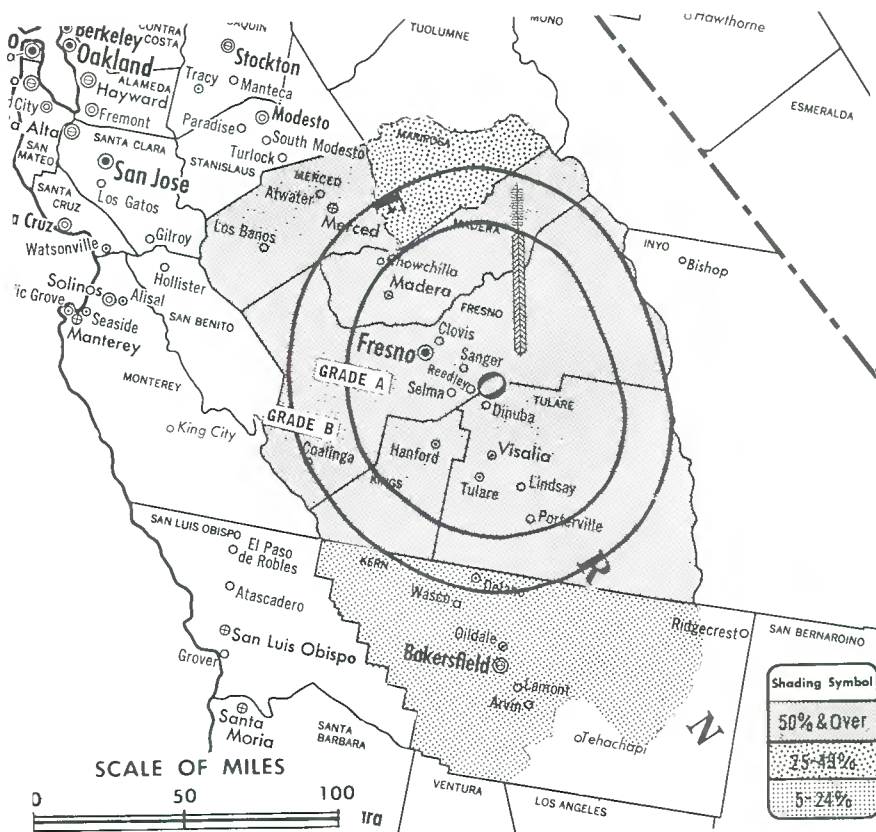 TUOLUMNE
MONO
Hawthorne
CONTRA
COSTA
Berkeley
Oakland
ALAMEDA
Hayward
Fremont
Stockton
Tracy
Manteca
Modesto
Paradise
South Modesto
Turlock
STANISLAUS
ESMERALDA
MARIPOSA
SANTA CLARA
SAN
MATEO
San Jose
Los Gatos
SANTA
CRUZ
Watsonville
Gilroy
MERCED
Atwater
Merced
Los Banos
MADERA
Chowchilla
Madera
INYO
Bishop
Salinas
Alisal
Hollister
SAN BENITO
Seaside
Monterey
MONTEREY
King City
FRESNO
Clovis
Fresno
Sanger
Reedley
Selma
GRADE A
GRADE B
TULARE
Dinuba
Hanford
Visalia
Coalinga
KINGS
Tulare
Lindsay
Porterville
SAN LUIS OBISPO
El Paso
de Robles
Atascadero
San Luis Obispo
Grover
KERN
Delano
Wasco
Oildale
Bakersfield
Lamont
Arvin
Tehachapi
Ridgecrest
SAN BERNARDINO
R
N
Santa
Maria
SANTA
BARBARA
VENTURA
LOS ANGELES
SCALE OF MILES
0 50 100
Shading Symbol
50% & Over
25-49%
5-24%